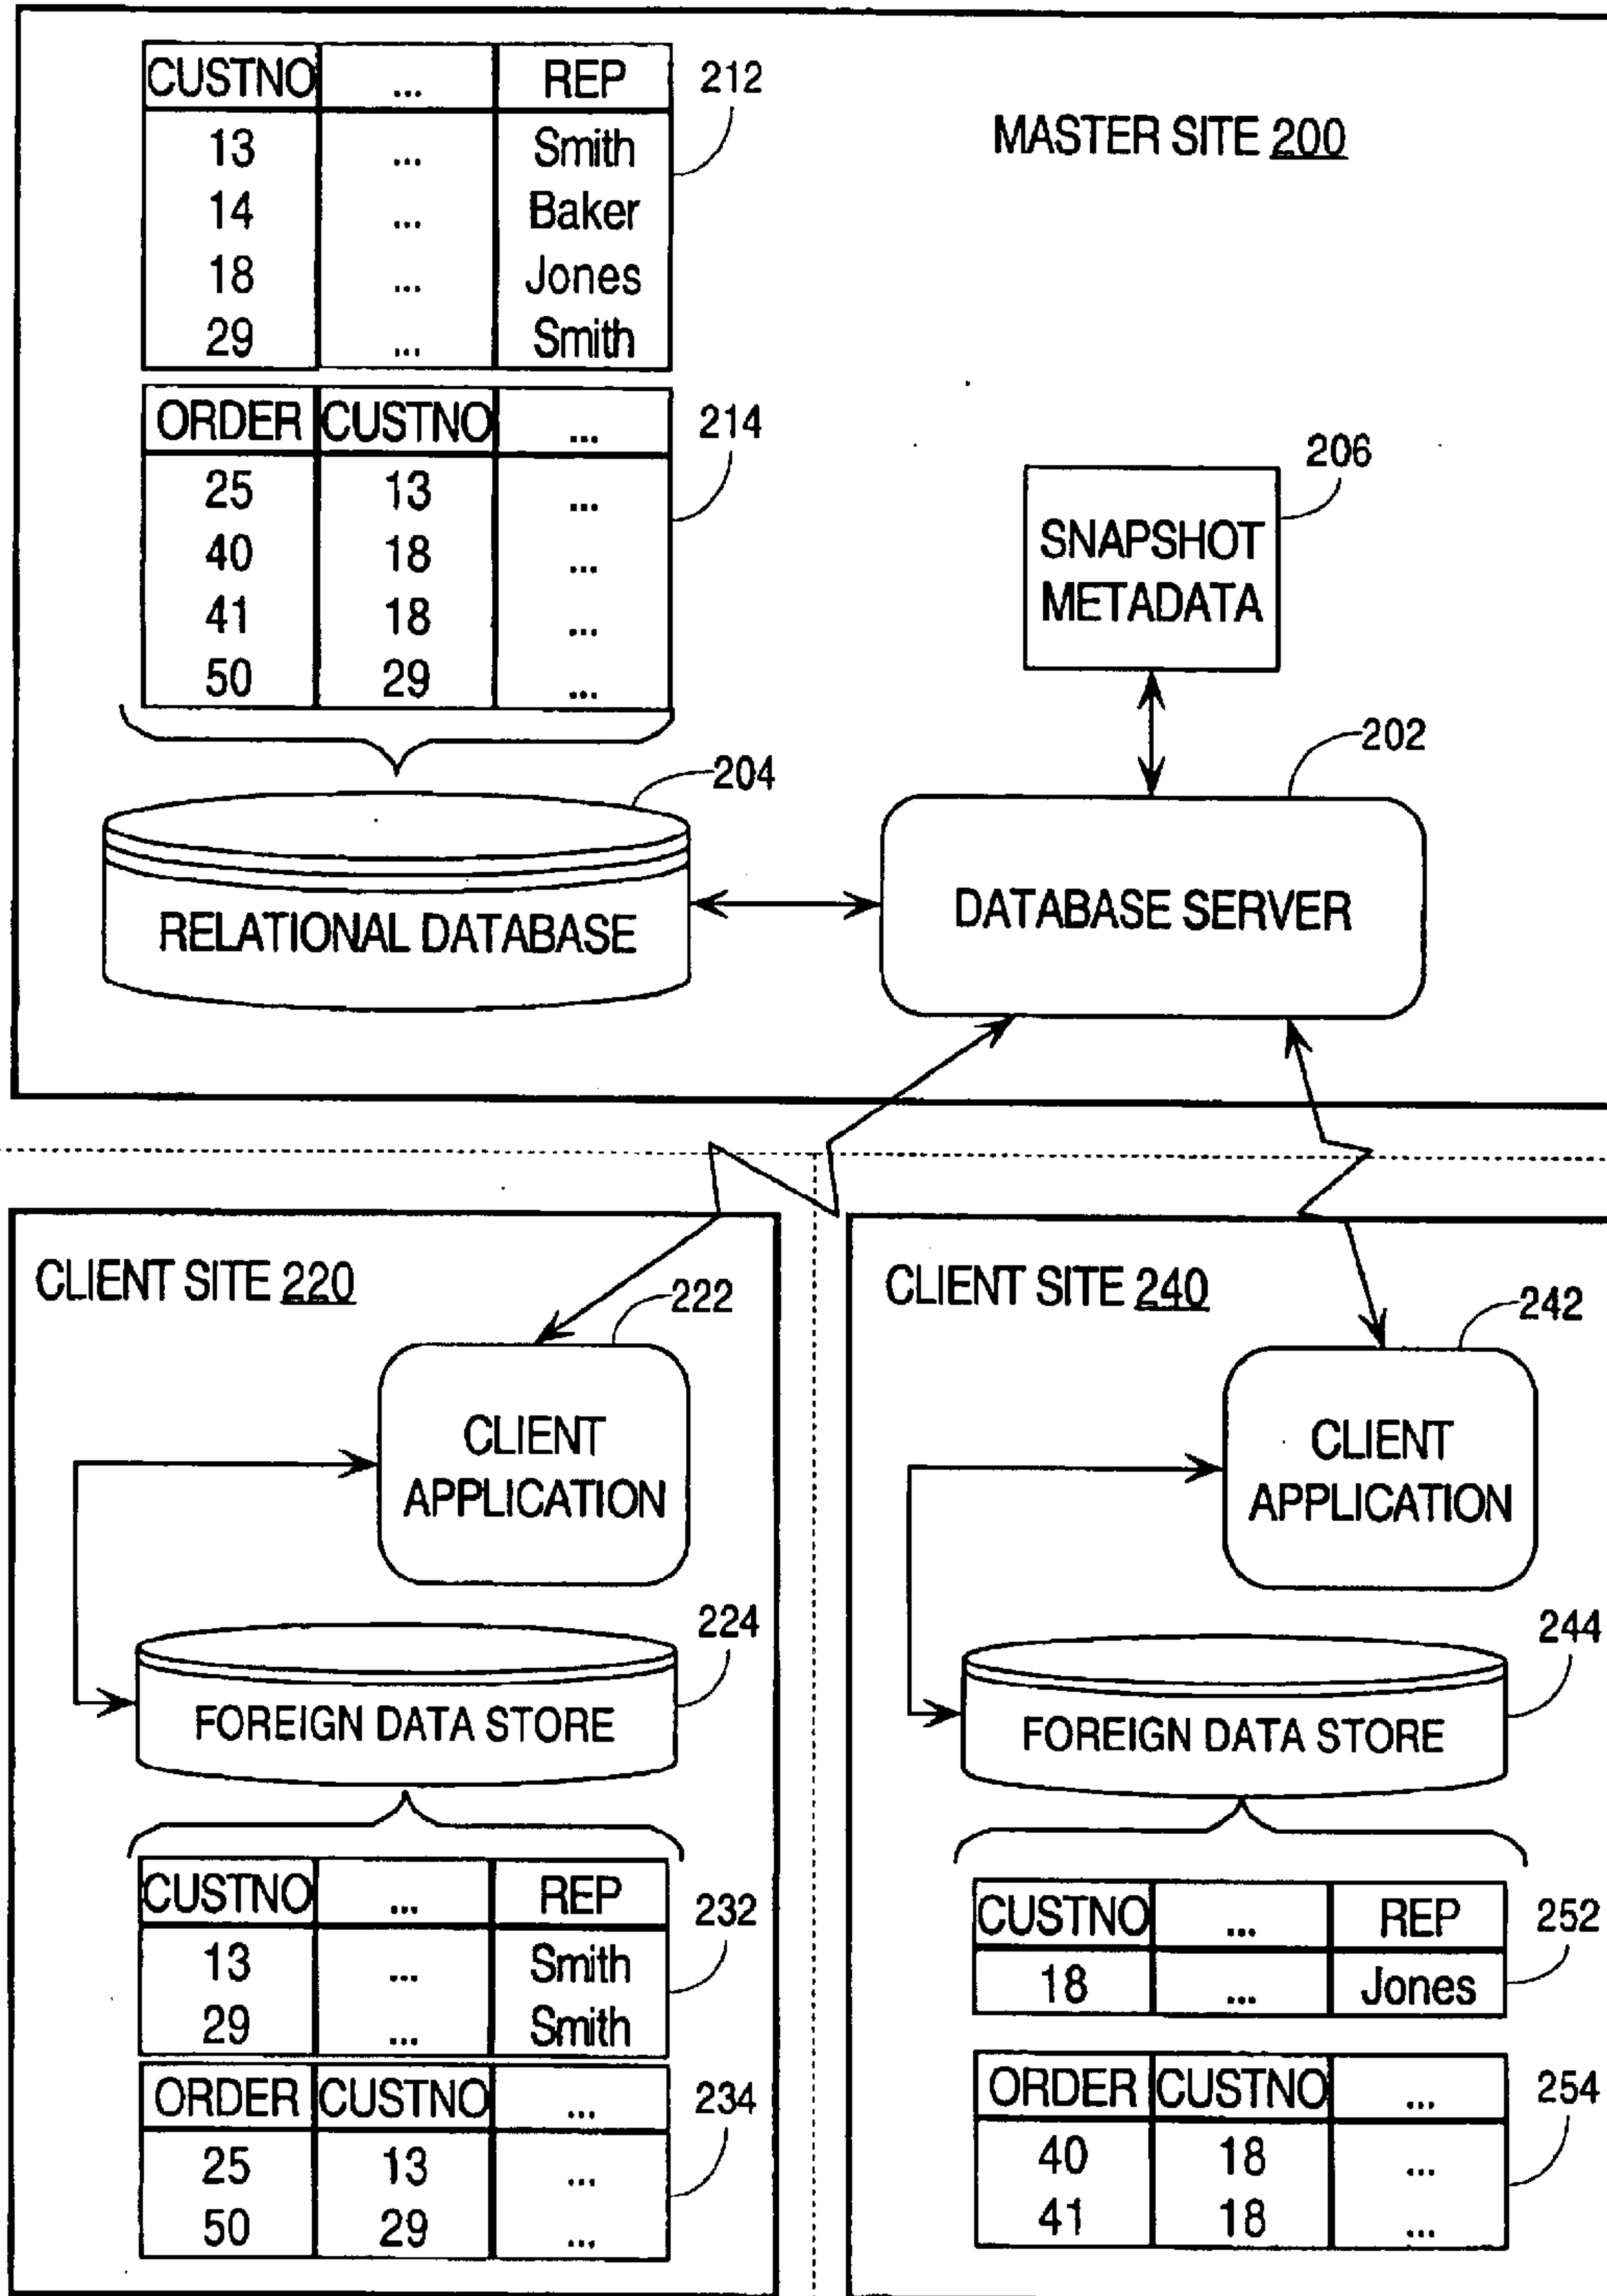 CUSTNO ... REP
13 ... Smith
14 ... Baker
18 ... Jones
29 ... Smith
212
MASTER SITE 200
ORDER CUSTNO ...
25 13 ...
40 18 ...
41 18 ...
50 29 ...
214
206
SNAPSHOT
METADATA
204
RELATIONAL DATABASE
202
DATABASE SERVER
CLIENT SITE 220
222
CLIENT
APPLICATION
224
FOREIGN DATA STORE
CUSTNO ... REP
13 ... Smith
29 ... Smith
232
ORDER CUSTNO ...
25 13 ...
50 29 ...
234
CLIENT SITE 240
242
CLIENT
APPLICATION
244
FOREIGN DATA STORE
CUSTNO ... REP
18 ... Jones
252
ORDER CUSTNO ...
40 18 ...
41 18 ...
254